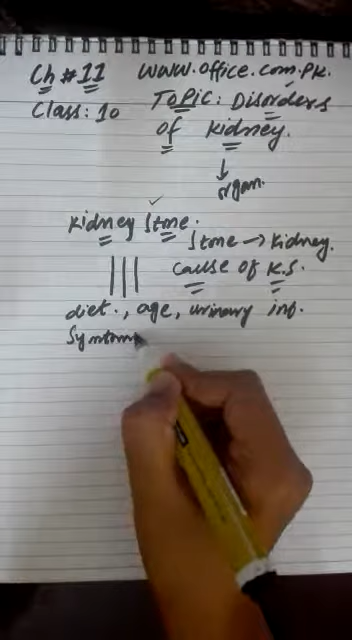 Ch # 11 www.office.com.PK.
Class: 10 Topic: Disorders
of kidney.
organ.
Kidney Stone.
Stone → kidney.
cause of K.S.
diet., age, urinary inf.
Symtom